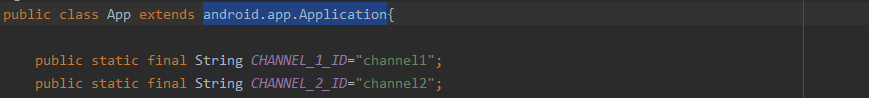 public class App extends android.app.Application{
public static final String CHANNEL_1_ID="channel1";
public static final String CHANNEL_2_ID="channel2";